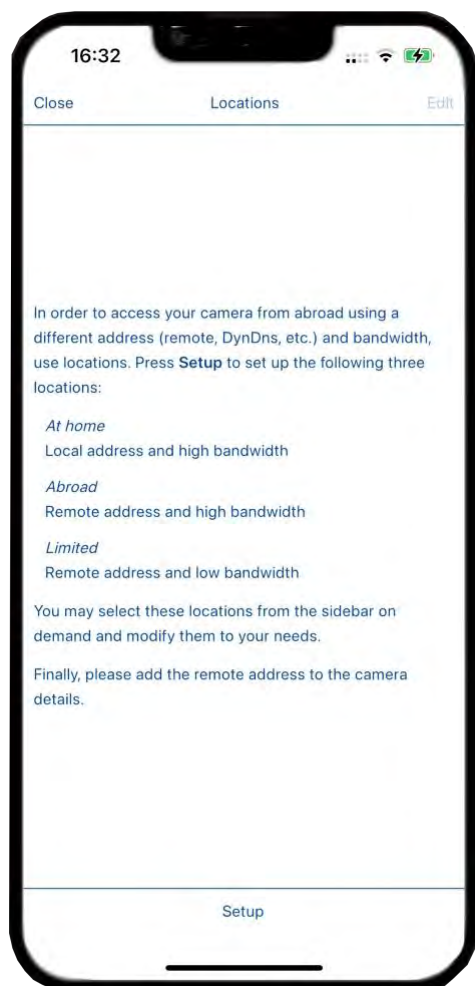 16:32
Close Locations Edit
In order to access your camera from abroad using a
different address (remote, DynDns, etc.) and bandwidth,
use locations. Press Setup to set up the following three
locations:
At home
Local address and high bandwidth
Abroad
Remote address and high bandwidth
Limited
Remote address and low bandwidth
You may select these locations from the sidebar on
demand and modify them to your needs.
Finally, please add the remote address to the camera
details.
Setup